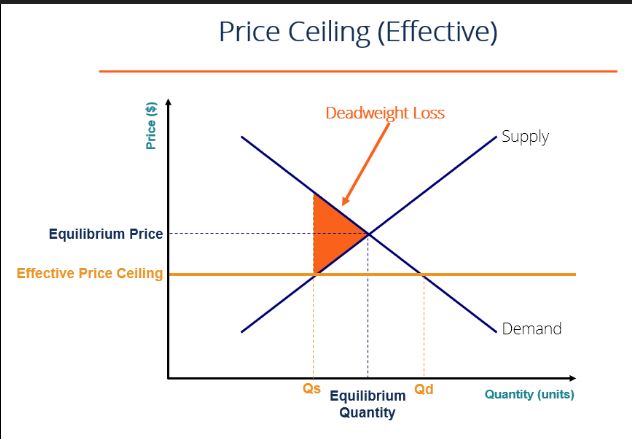 Price Ceiling (Effective)
Price ($)
Deadweight Loss
Supply
Equilibrium Price
Effective Price Ceiling
Demand
Qs
Equilibrium
Quantity
Qd
Quantity (units)